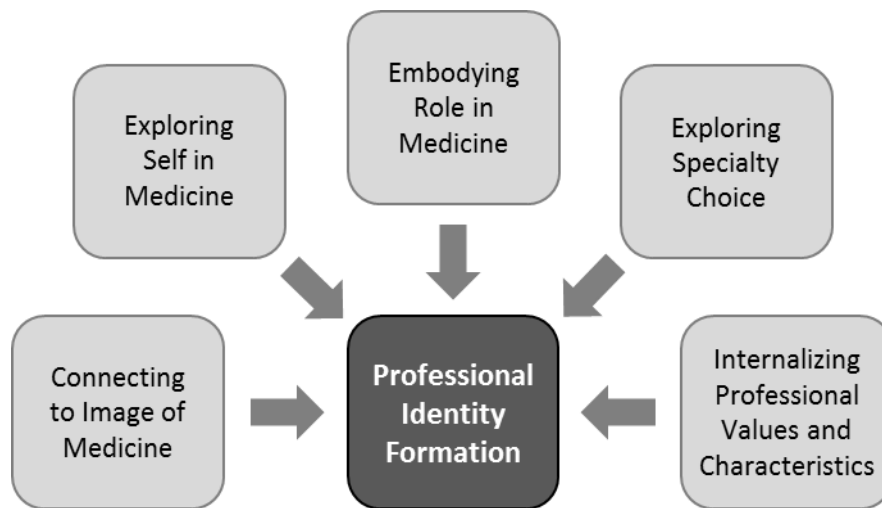 Embodying
Role in
Medicine
Exploring
Self in
Medicine
Exploring
Specialty
Choice
Connecting
to Image of
Medicine
Professional
Identity
Formation
Internalizing
Professional
Values and
Characteristics